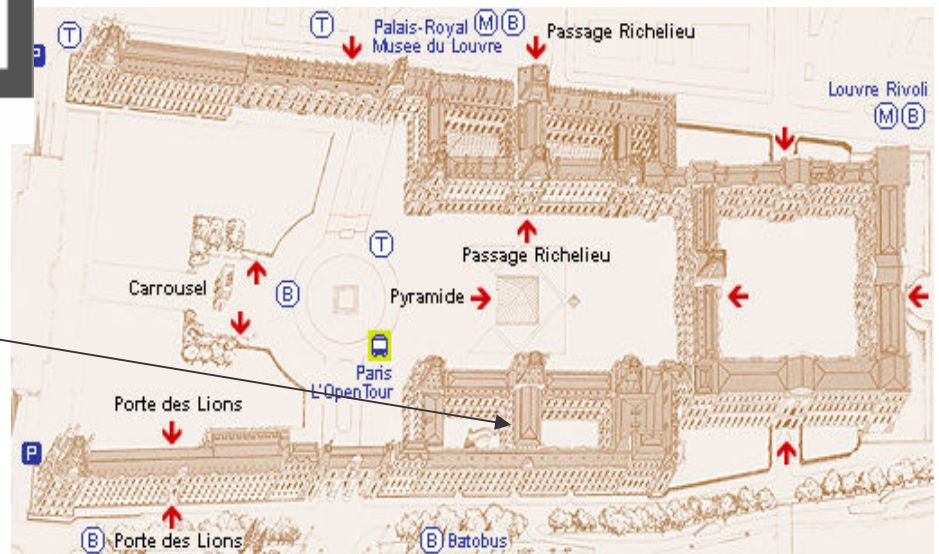 T
T
Palais-Royal M B
Musee du Louvre
Passage Richelieu
P
Louvre Rivoli
M B
T
Passage Richelieu
Carrousel
B
Pyramide
Paris
L'OpenTour
Porte des Lions
P
B Porte des Lions
B Batobus